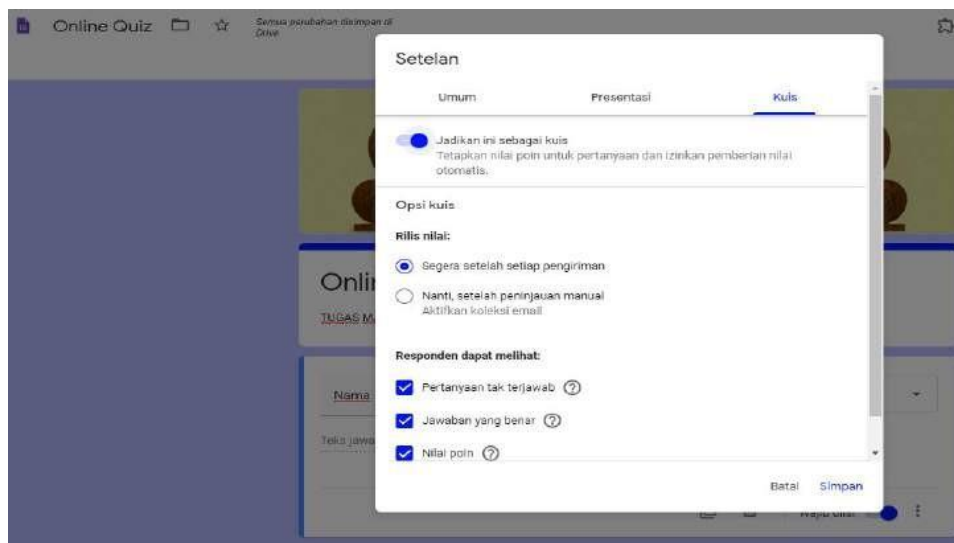 Online Quiz
Semua perubahan disimpan di
Drive
Setelan
Umum Presentasi Kuis
Jadikan ini sebagai kuis
Tetapkan nilai poin untuk pertanyaan dan izinkan pemberian nilai
otomatis.
Opsi kuis
Rilis nilai:
Segera setelah setiap pengiriman
Nanti, setelah peninjauan manual
Aktifkan koleksi email
Responden dapat melihat:
Pertanyaan tak terjawab
Jawaban yang benar
Nilai poin
Batal Simpan
Onlin
TUGAS M
Nama
Teks jawa
Wajib diisi